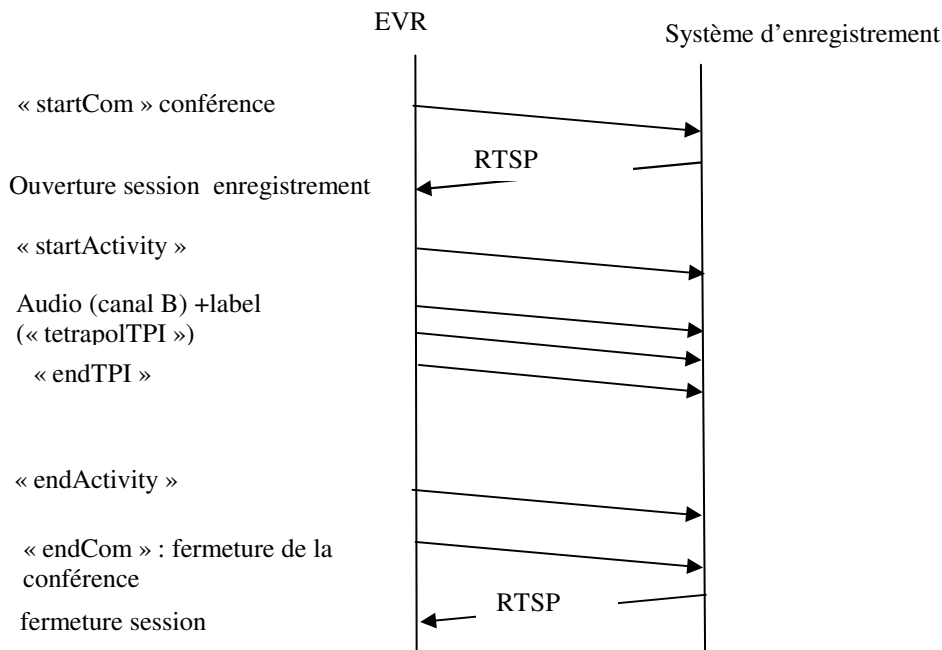 EVR
Système d'enregistrement
« startCom » conférence
RTSP
Ouverture session enregistrement
« startActivity »
Audio (canal B) +label
(« tetrapolTPI »)
« endTPI »
« endActivity »
« endCom » : fermeture de la
conférence
RTSP
fermeture session